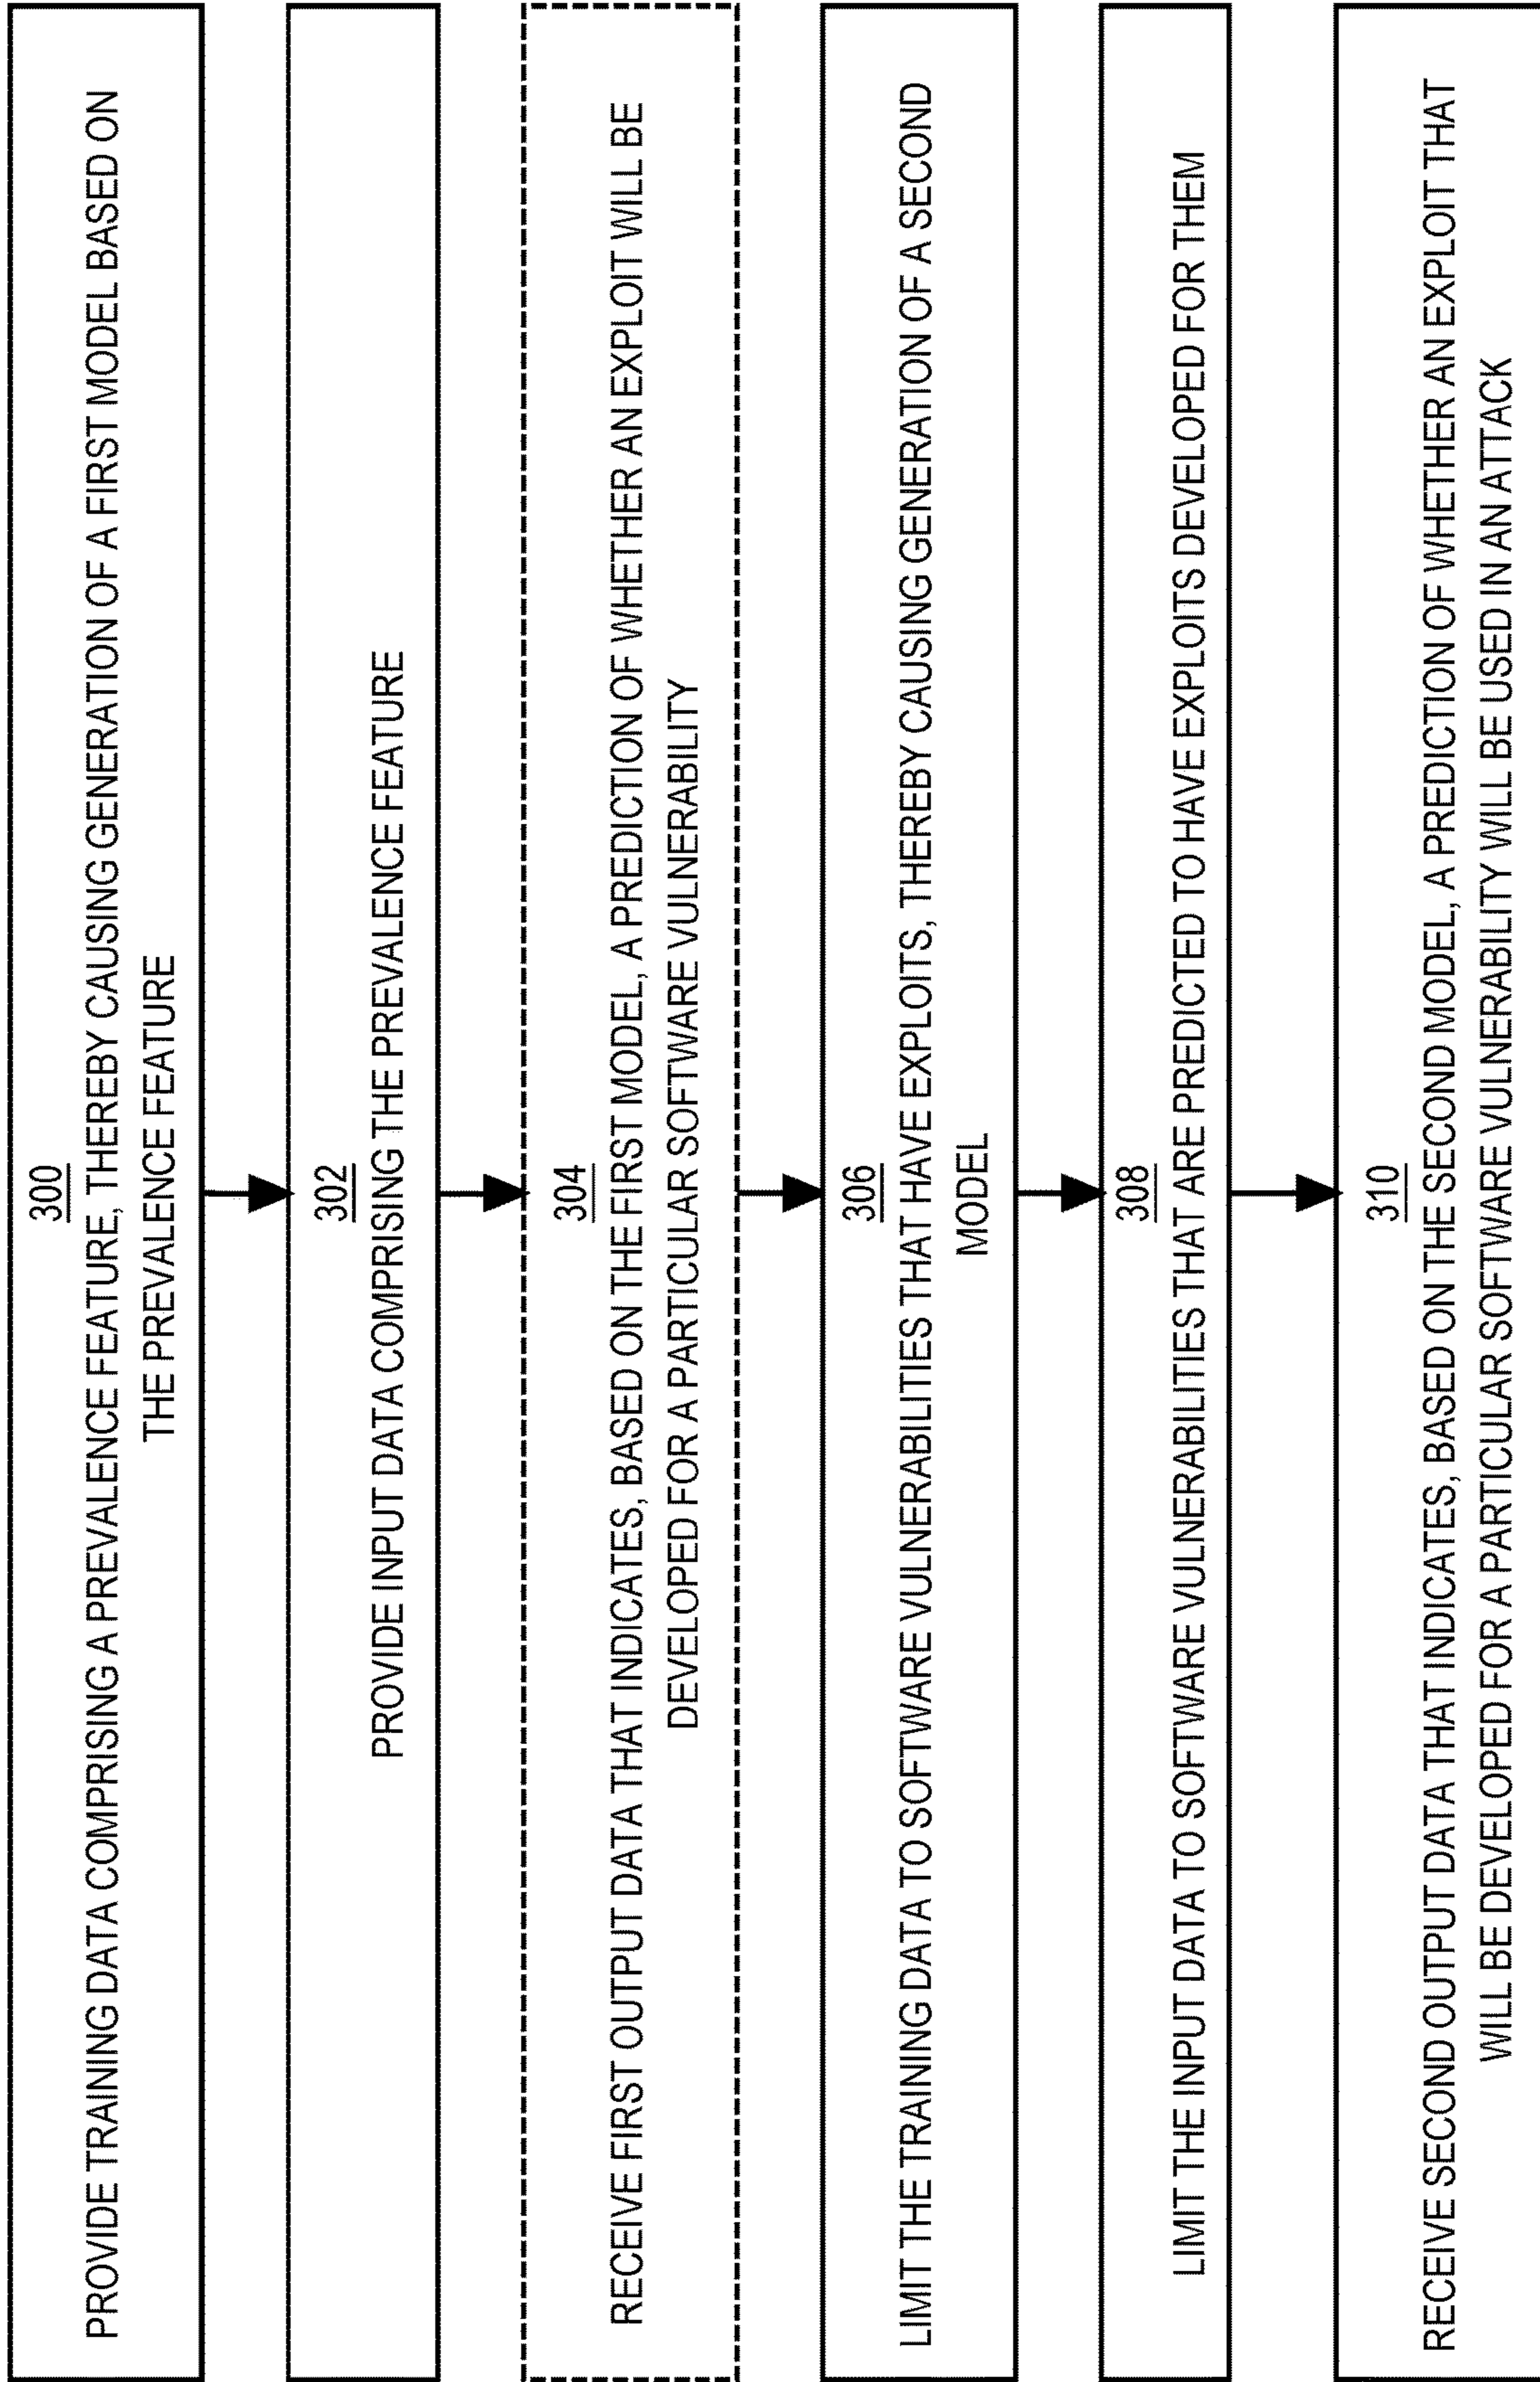 300
PROVIDE TRAINING DATA COMPRISING A PREVALENCE FEATURE, THEREBY CAUSING GENERATION OF A FIRST MODEL BASED ON
THE PREVALENCE FEATURE
302
PROVIDE INPUT DATA COMPRISING THE PREVALENCE FEATURE
304
RECEIVE FIRST OUTPUT DATA THAT INDICATES, BASED ON THE FIRST MODEL, A PREDICTION OF WHETHER AN EXPLOIT WILL BE
DEVELOPED FOR A PARTICULAR SOFTWARE VULNERABILITY
306
LIMIT THE TRAINING DATA TO SOFTWARE VULNERABILITIES THAT HAVE EXPLOITS, THEREBY CAUSING GENERATION OF A SECOND
MODEL
308
LIMIT THE INPUT DATA TO SOFTWARE VULNERABILITIES THAT ARE PREDICTED TO HAVE EXPLOITS DEVELOPED FOR THEM
310
RECEIVE SECOND OUTPUT DATA THAT INDICATES, BASED ON THE SECOND MODEL, A PREDICTION OF WHETHER AN EXPLOIT THAT
WILL BE DEVELOPED FOR A PARTICULAR SOFTWARE VULNERABILITY WILL BE USED IN AN ATTACK